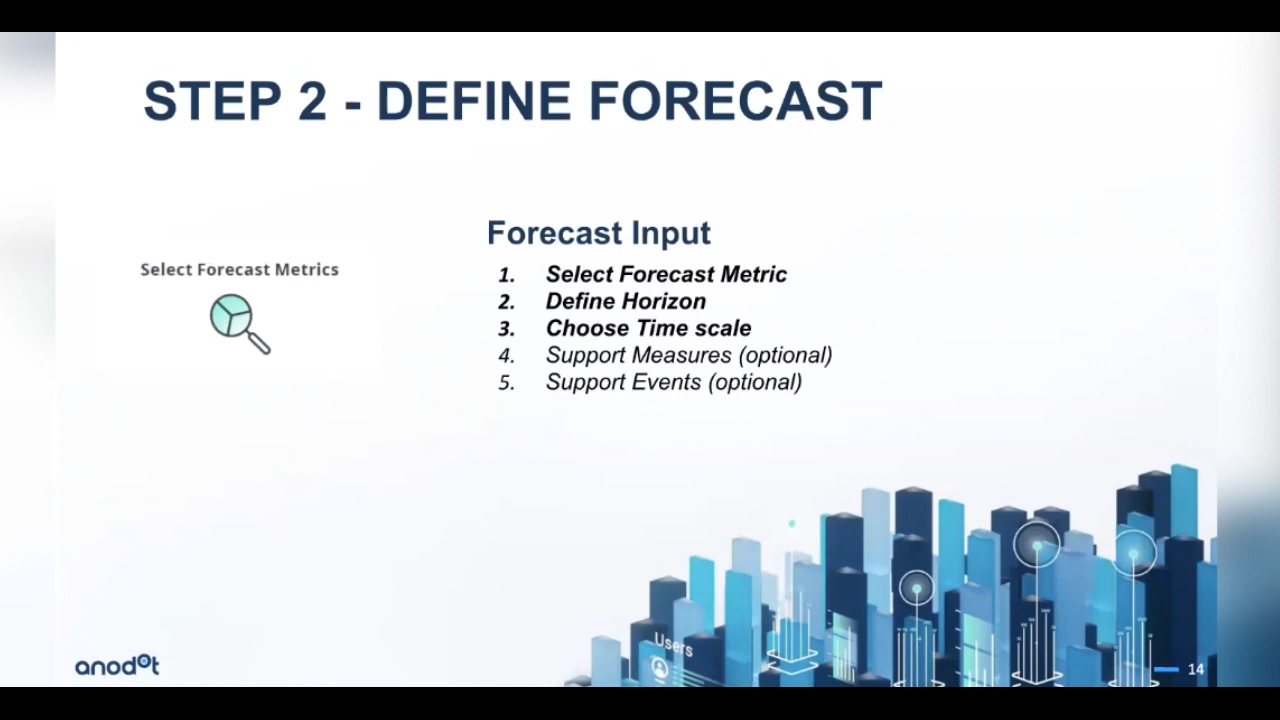 STEP 2 - DEFINE FORECAST
Select Forecast Metrics
Forecast Input
1. Select Forecast Metric
2. Define Horizon
3. Choose Time scale
4. Support Measures (optional)
5. Support Events (optional)
Users
anodot
14